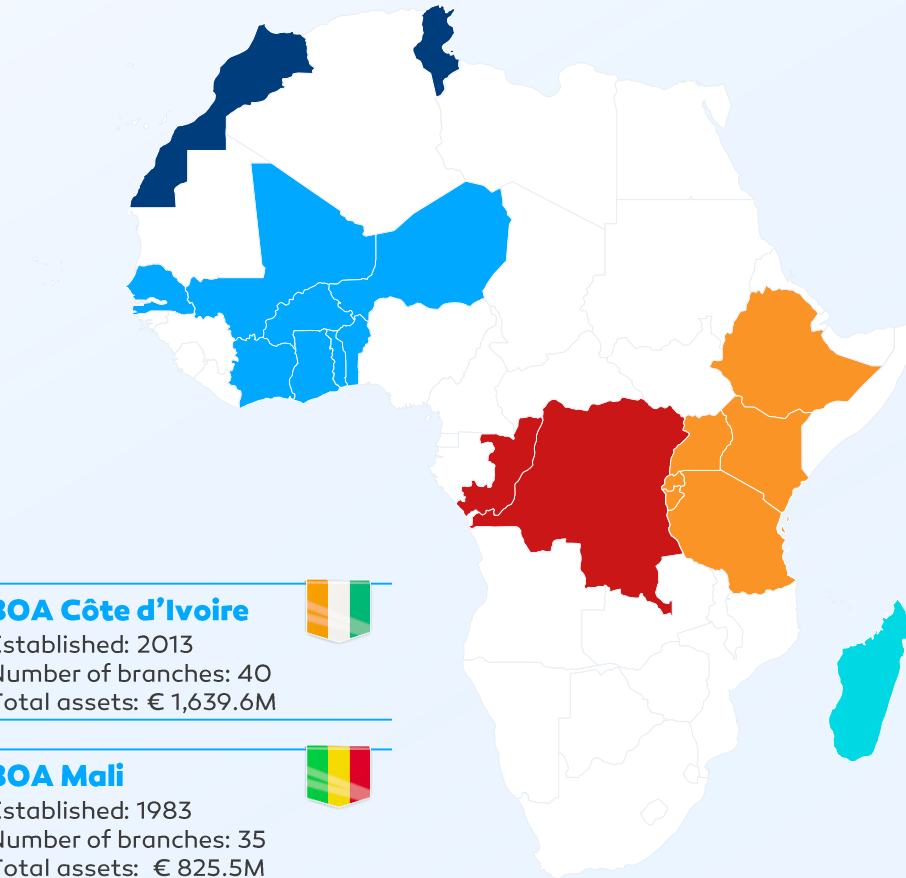 BOA Côte d’Ivoire
Established: 2013
Number of branches: 40
Total assets: € 1,639.6M
BOA Mali
Established: 1983
Number of branches: 35
Total assets: € 825.5M